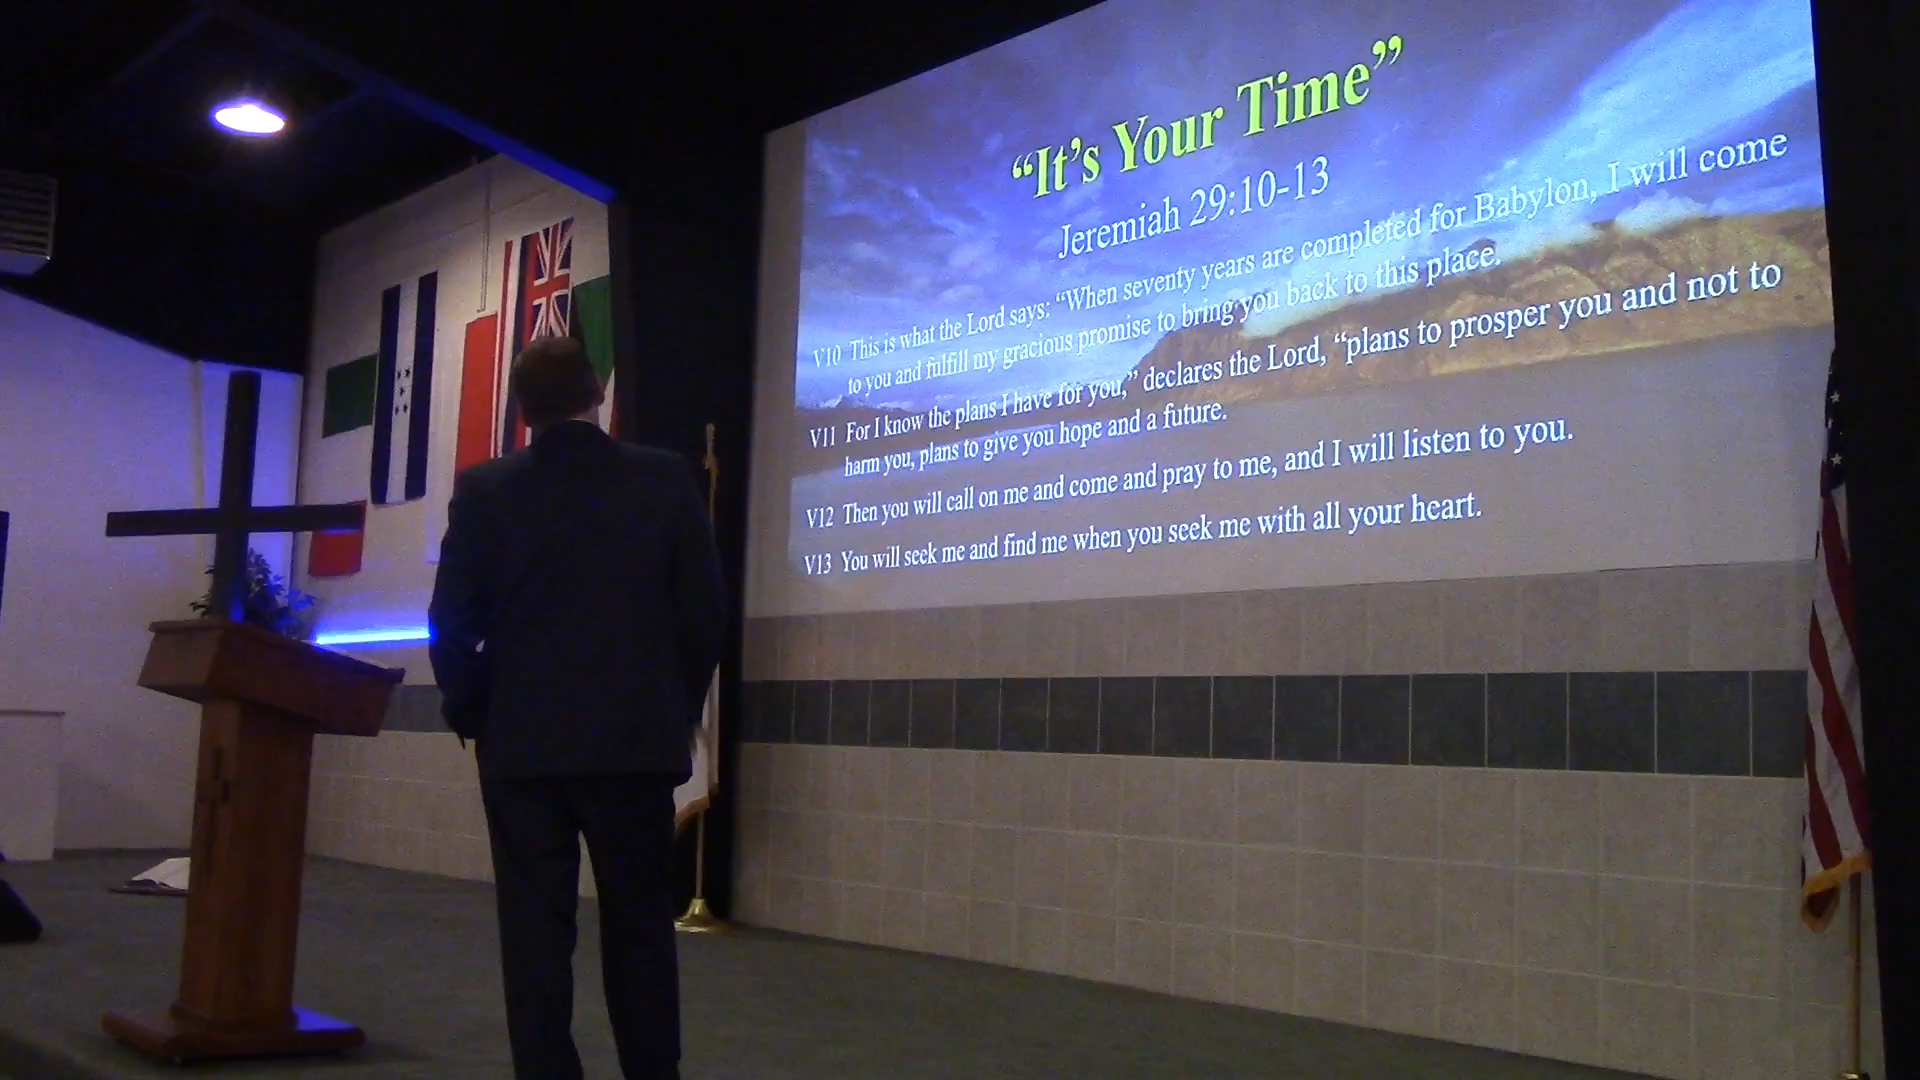 “It’s Your Time”
Jeremiah 29:10-13
V10 This is what the Lord says: “When seventy years are completed for Babylon, I will come
to you and fulfill my gracious promise to bring you back to this place.
V11 For I know the plans I have for you,” declares the Lord, “plans to prosper you and not to
harm you, plans to give you hope and a future.
V12 Then you will call on me and come and pray to me, and I will listen to you.
V13 You will seek me and find me when you seek me with all your heart.